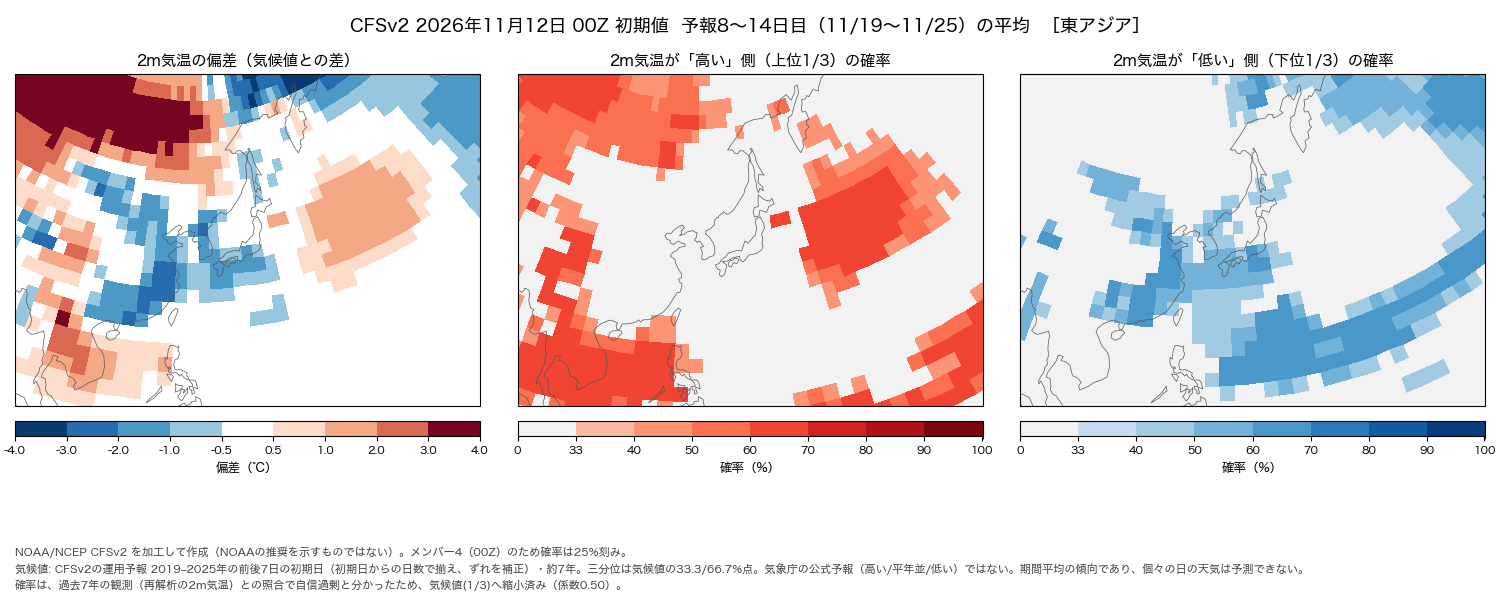 CFSv2 2026年11月12日 00Z 初期値 予報8〜14日目（11/19〜11/25）の平均 ［東アジア］
2m気温の偏差（気候値との差）
2m気温が「高い」側（上位1/3）の確率
2m気温が「低い」側（下位1/3）の確率
-4.0 -3.0 -2.0 -1.0 -0.5 0.5 1.0 2.0 3.0 4.0
偏差（℃）
0 33 40 50 60 70 80 90 100
確率（%）
0 33 40 50 60 70 80 90 100
確率（%）
NOAA/NCEP CFSv2 を加工して作成（NOAAの推奨を示すものではない）。メンバー4（00Z）のため確率は25%刻み。
気候値: CFSv2の運用予報 2019–2025年の前後7日の初期日（初期日からの日数で揃え、ずれを補正）・約7年。三分位は気候値の33.3/66.7%点。気象庁の公式予報（高い/平年並/低い）ではない。期間平均の傾向であり、個々の日の天気は予測できない。
確率は、過去7年の観測（再解析の2m気温）との照合で自信過剰と分かったため、気候値(1/3)へ縮小済み（係数0.50）。